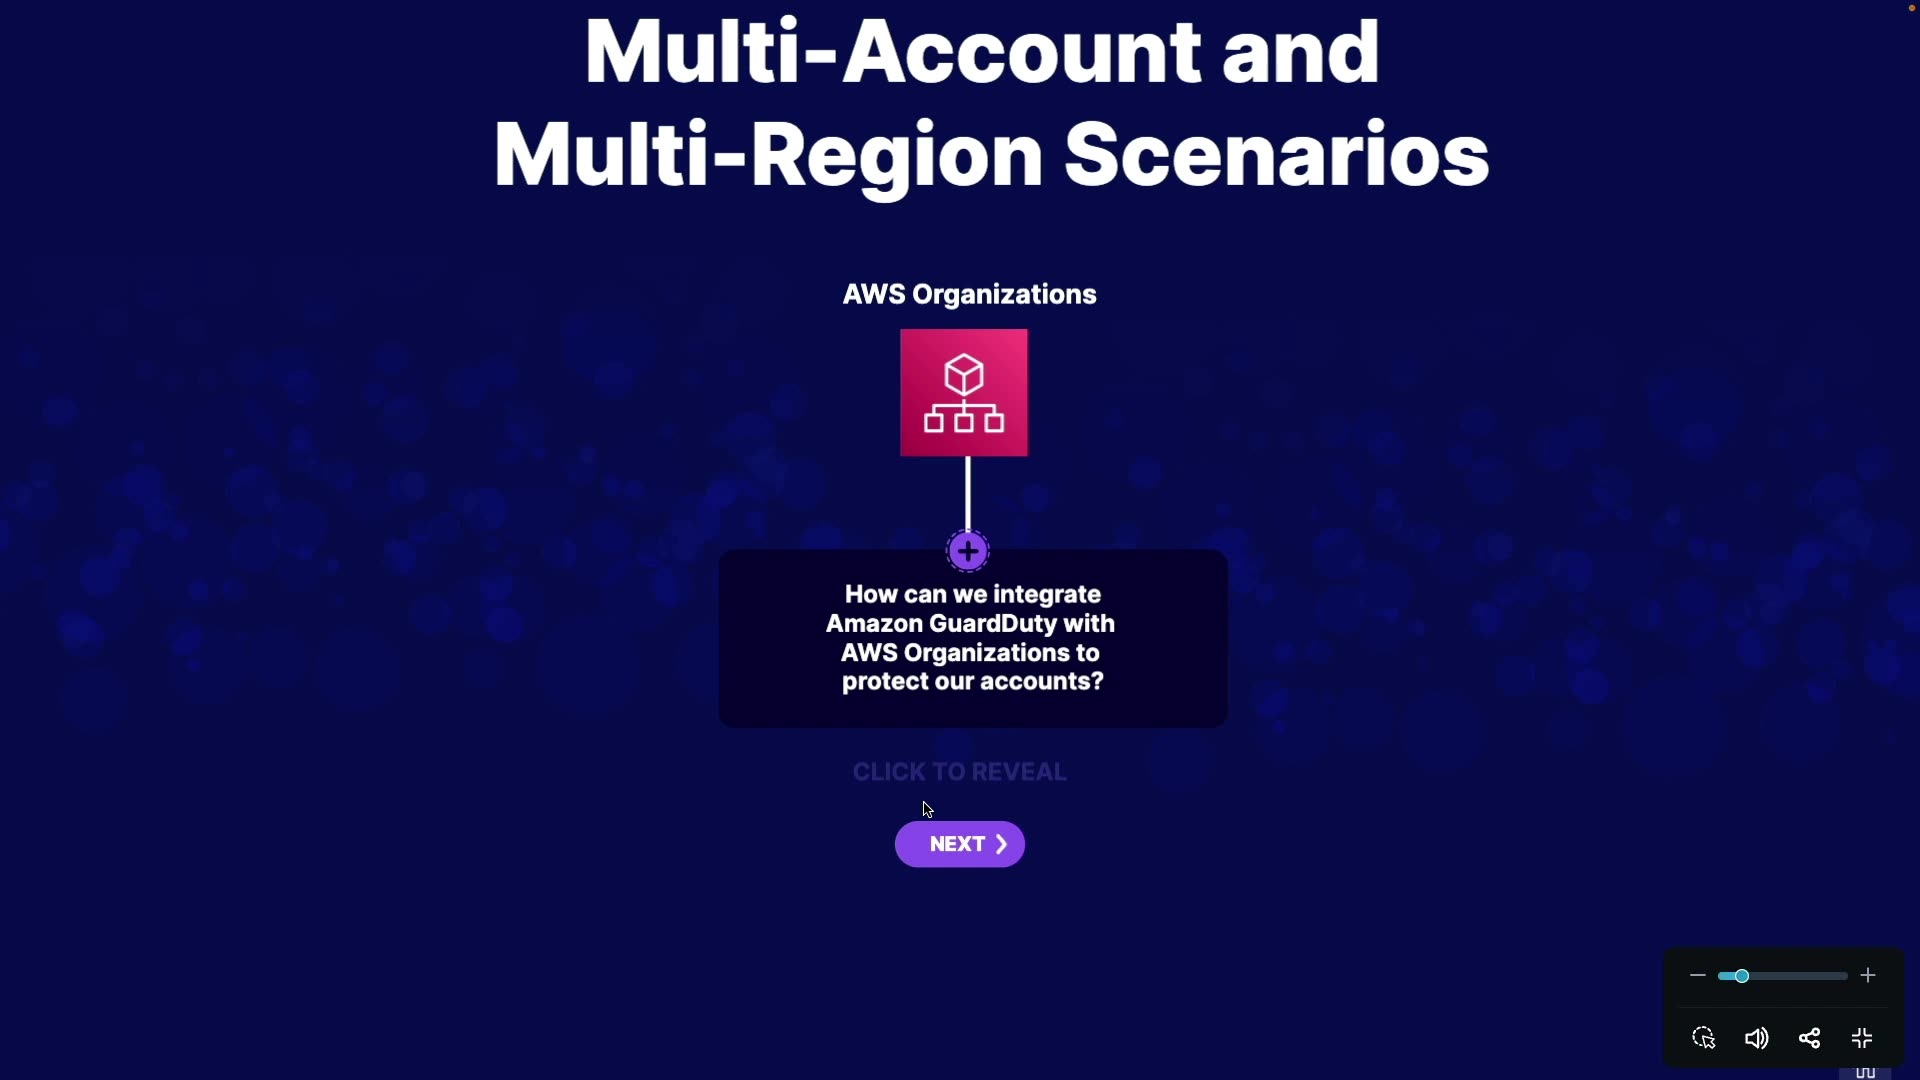 Multi-Account and
Multi-Region Scenarios
AWS Organizations
How can we integrate
Amazon GuardDuty with
AWS Organizations to
protect our accounts?
CLICK TO REVEAL
NEXT